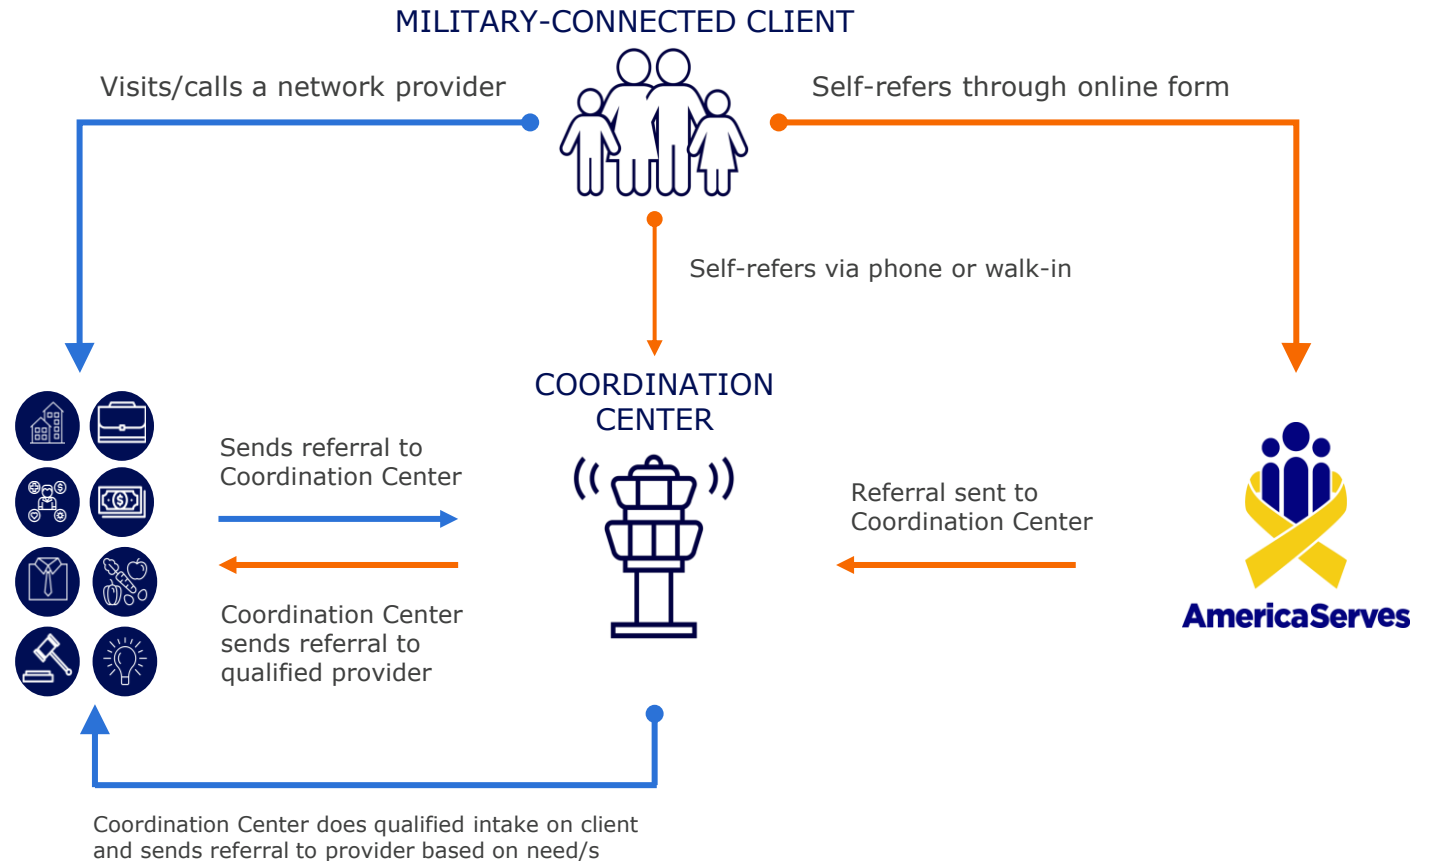 MILITARY-CONNECTED CLIENT
Visits/calls a network provider
Self-refers through online form
Self-refers via phone or walk-in
COORDINATION
CENTER
Sends referral to
Coordination Center
Referral sent to
Coordination Center
Coordination Center
sends referral to
qualified provider
AmericaServes
Coordination Center does qualified intake on client
and sends referral to provider based on need/s